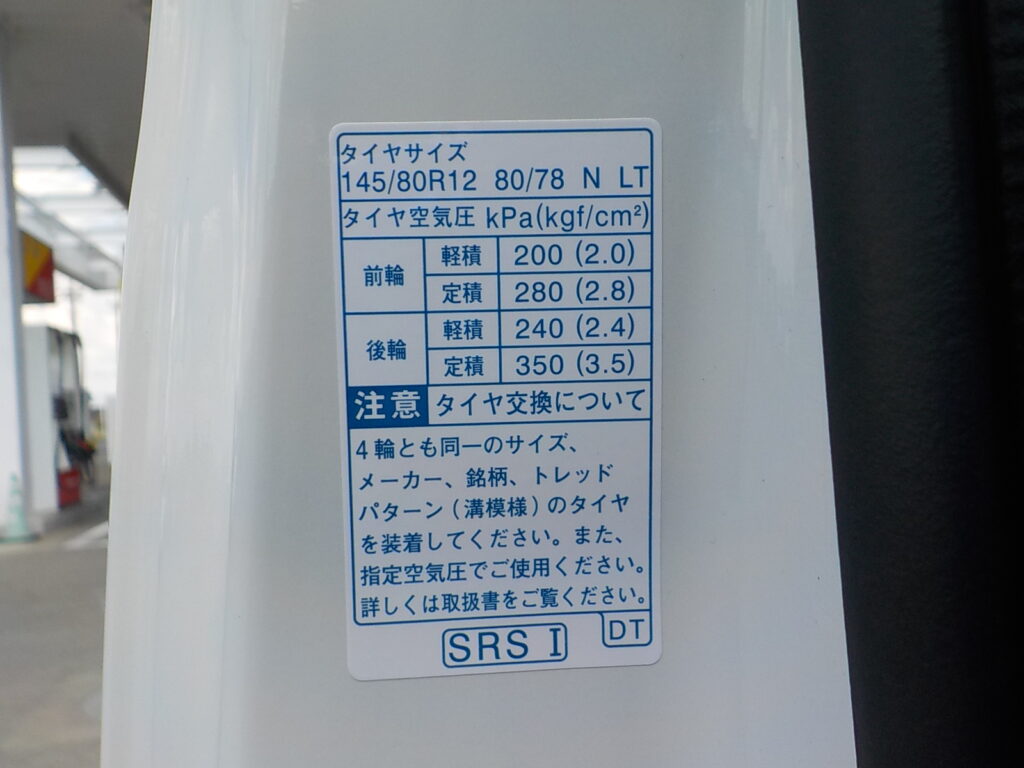 タイヤサイズ
145/80R12 80/78 N LT
タイヤ空気圧 kPa(kgf/cm²)
前輪 軽積 200 (2.0)
定積 280 (2.8)
後輪 軽積 240 (2.4)
定積 350 (3.5)
注意 タイヤ交換について
4輪とも同一のサイズ、
メーカー、銘柄、トレッド
パターン(溝模様)のタイヤ
を装着してください。また、
指定空気圧でご使用ください。
詳しくは取扱書をご覧ください。
SRS I DT